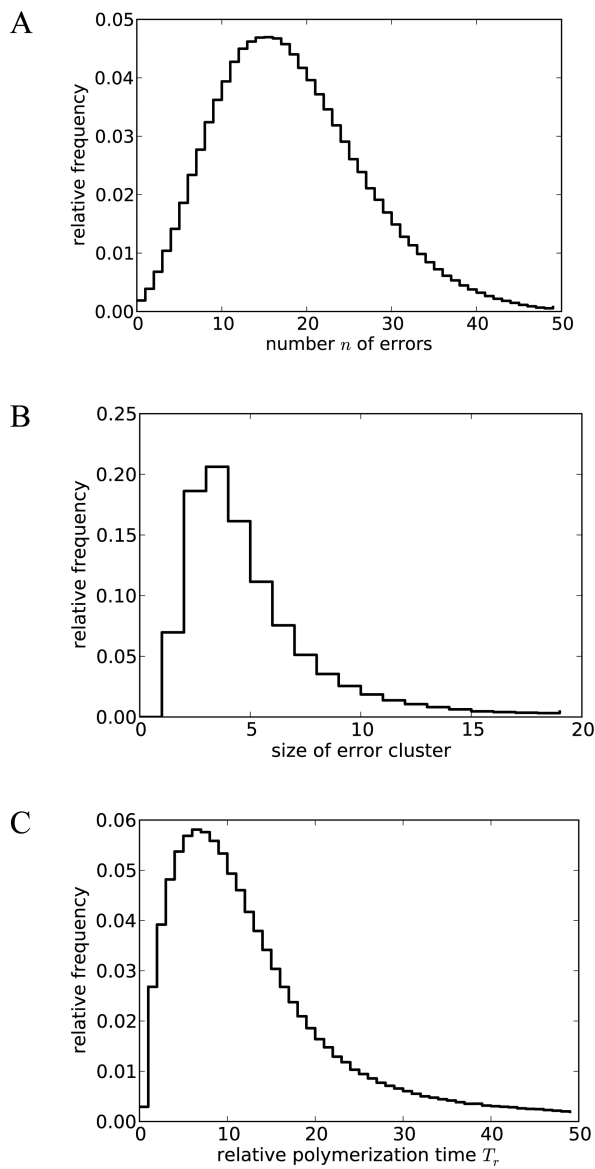 A
0.05
0.04
0.03
0.02
0.01
0.00
relative frequency
0 10 20 30 40 50
number n of errors
B
0.25
0.20
0.15
0.10
0.05
0.00
relative frequency
0 5 10 15 20
size of error cluster
C
0.06
0.05
0.04
0.03
0.02
0.01
0.00
relative frequency
0 10 20 30 40 50
relative polymerization time Tr